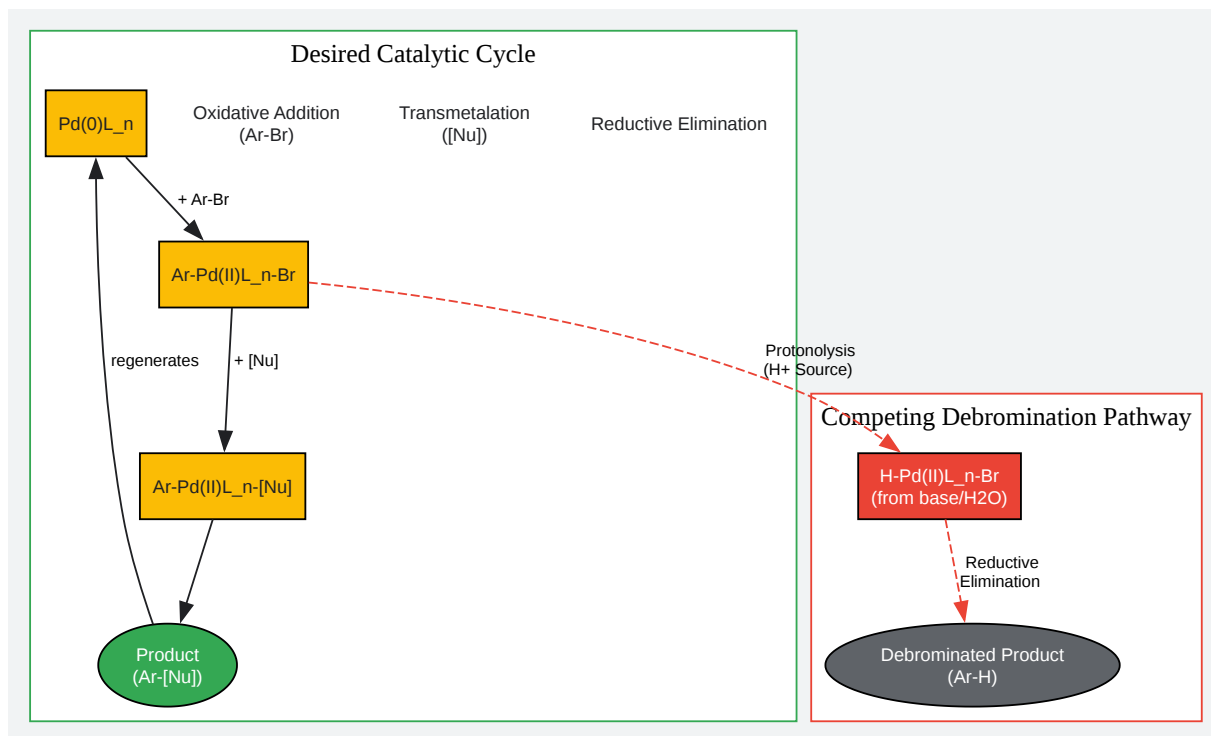 Desired Catalytic Cycle
Pd(0)L_n
Oxidative Addition
(Ar-Br)
Transmetalation
([Nu])
Reductive Elimination
+ Ar-Br
Ar-Pd(II)L_n-Br
regenerates
+ [Nu]
Protonolysis
(H+ Source)
Competing Debromination Pathway
Ar-Pd(II)L_n-[Nu]
H-Pd(II)L_n-Br
(from base/H2O)
Reductive
Elimination
Product
(Ar-[Nu])
Debrominated Product
(Ar-H)